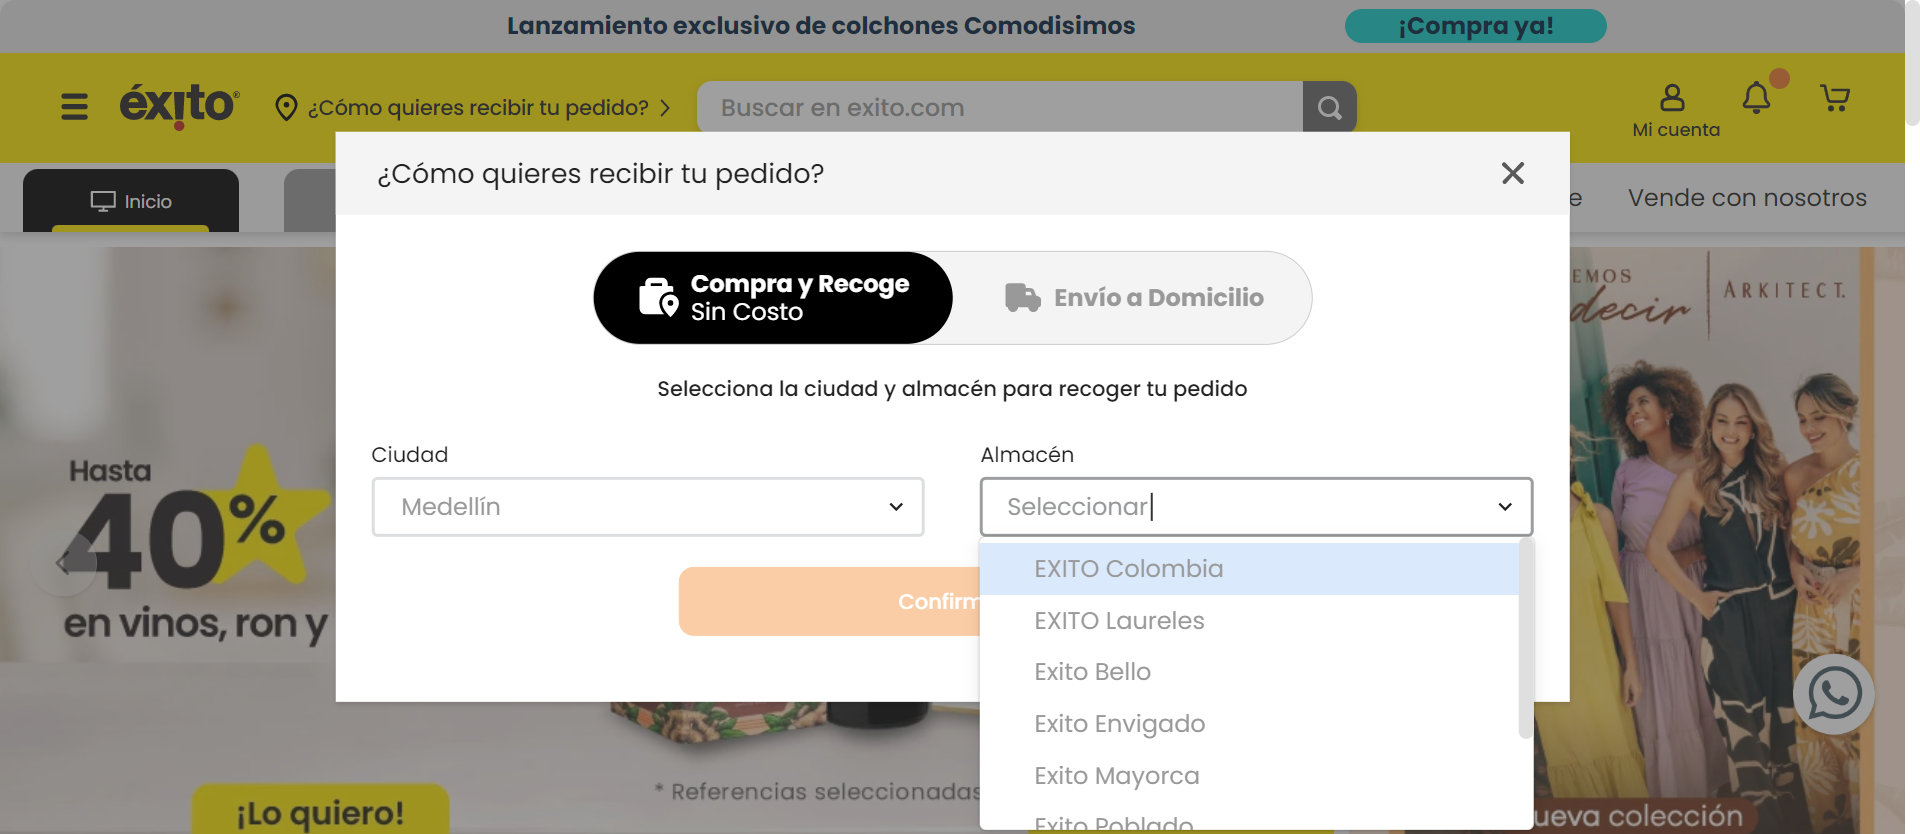 Lanzamiento exclusivo de colchones Comodisimos
¡Compra ya!
éxito
¿Cómo quieres recibir tu pedido?
Buscar en exito.com
Mi cuenta
Inicio
Vende con nosotros
¿Cómo quieres recibir tu pedido?
Compra y Recoge
Sin Costo
Envío a Domicilio
Selecciona la ciudad y almacén para recoger tu pedido
Ciudad
Medellín
Almacén
Seleccionar
EXITO Colombia
EXITO Laureles
Exito Bello
Exito Envigado
Exito Mayorca
Exito Poblado
Confirm
Hasta
40%
en vinos, ron y
* Referencias seleccionadas
¡Lo quiero!
EMOS
decir
ARKITECT.
ueva colección